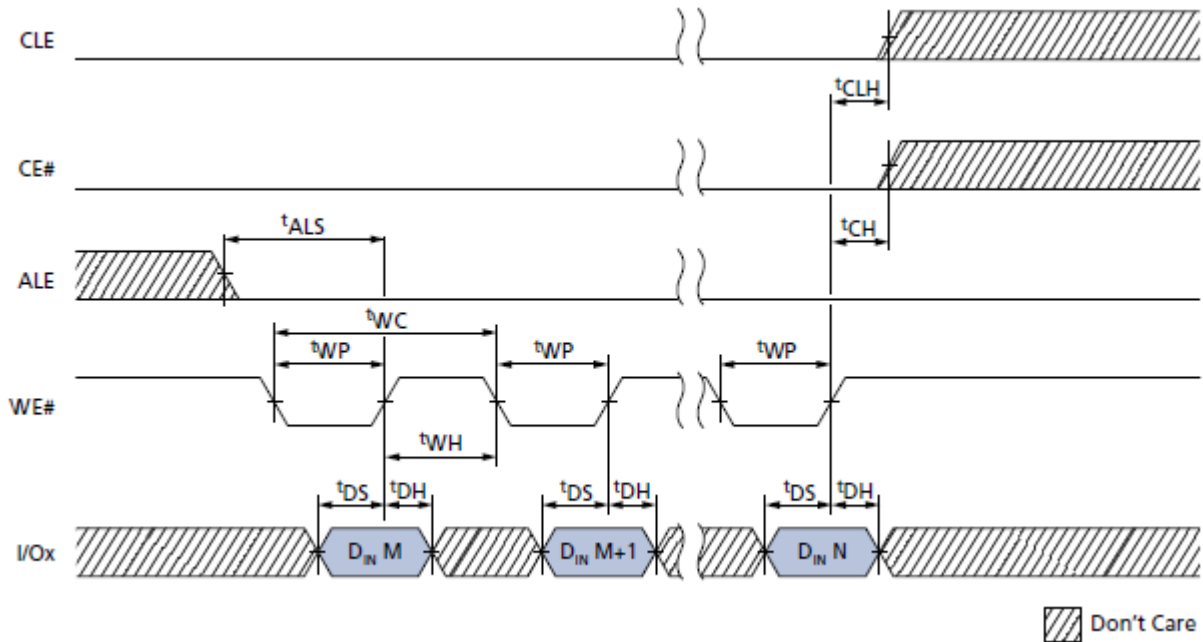 CLE
tCLH
CE#
tCH
tALS
ALE
tWC
tWP
tWP
tWP
WE#
tWH
tDS
tDH
tDS
tDH
tDS
tDH
I/Ox
DIN M
DIN M+1
DIN N
Don't Care